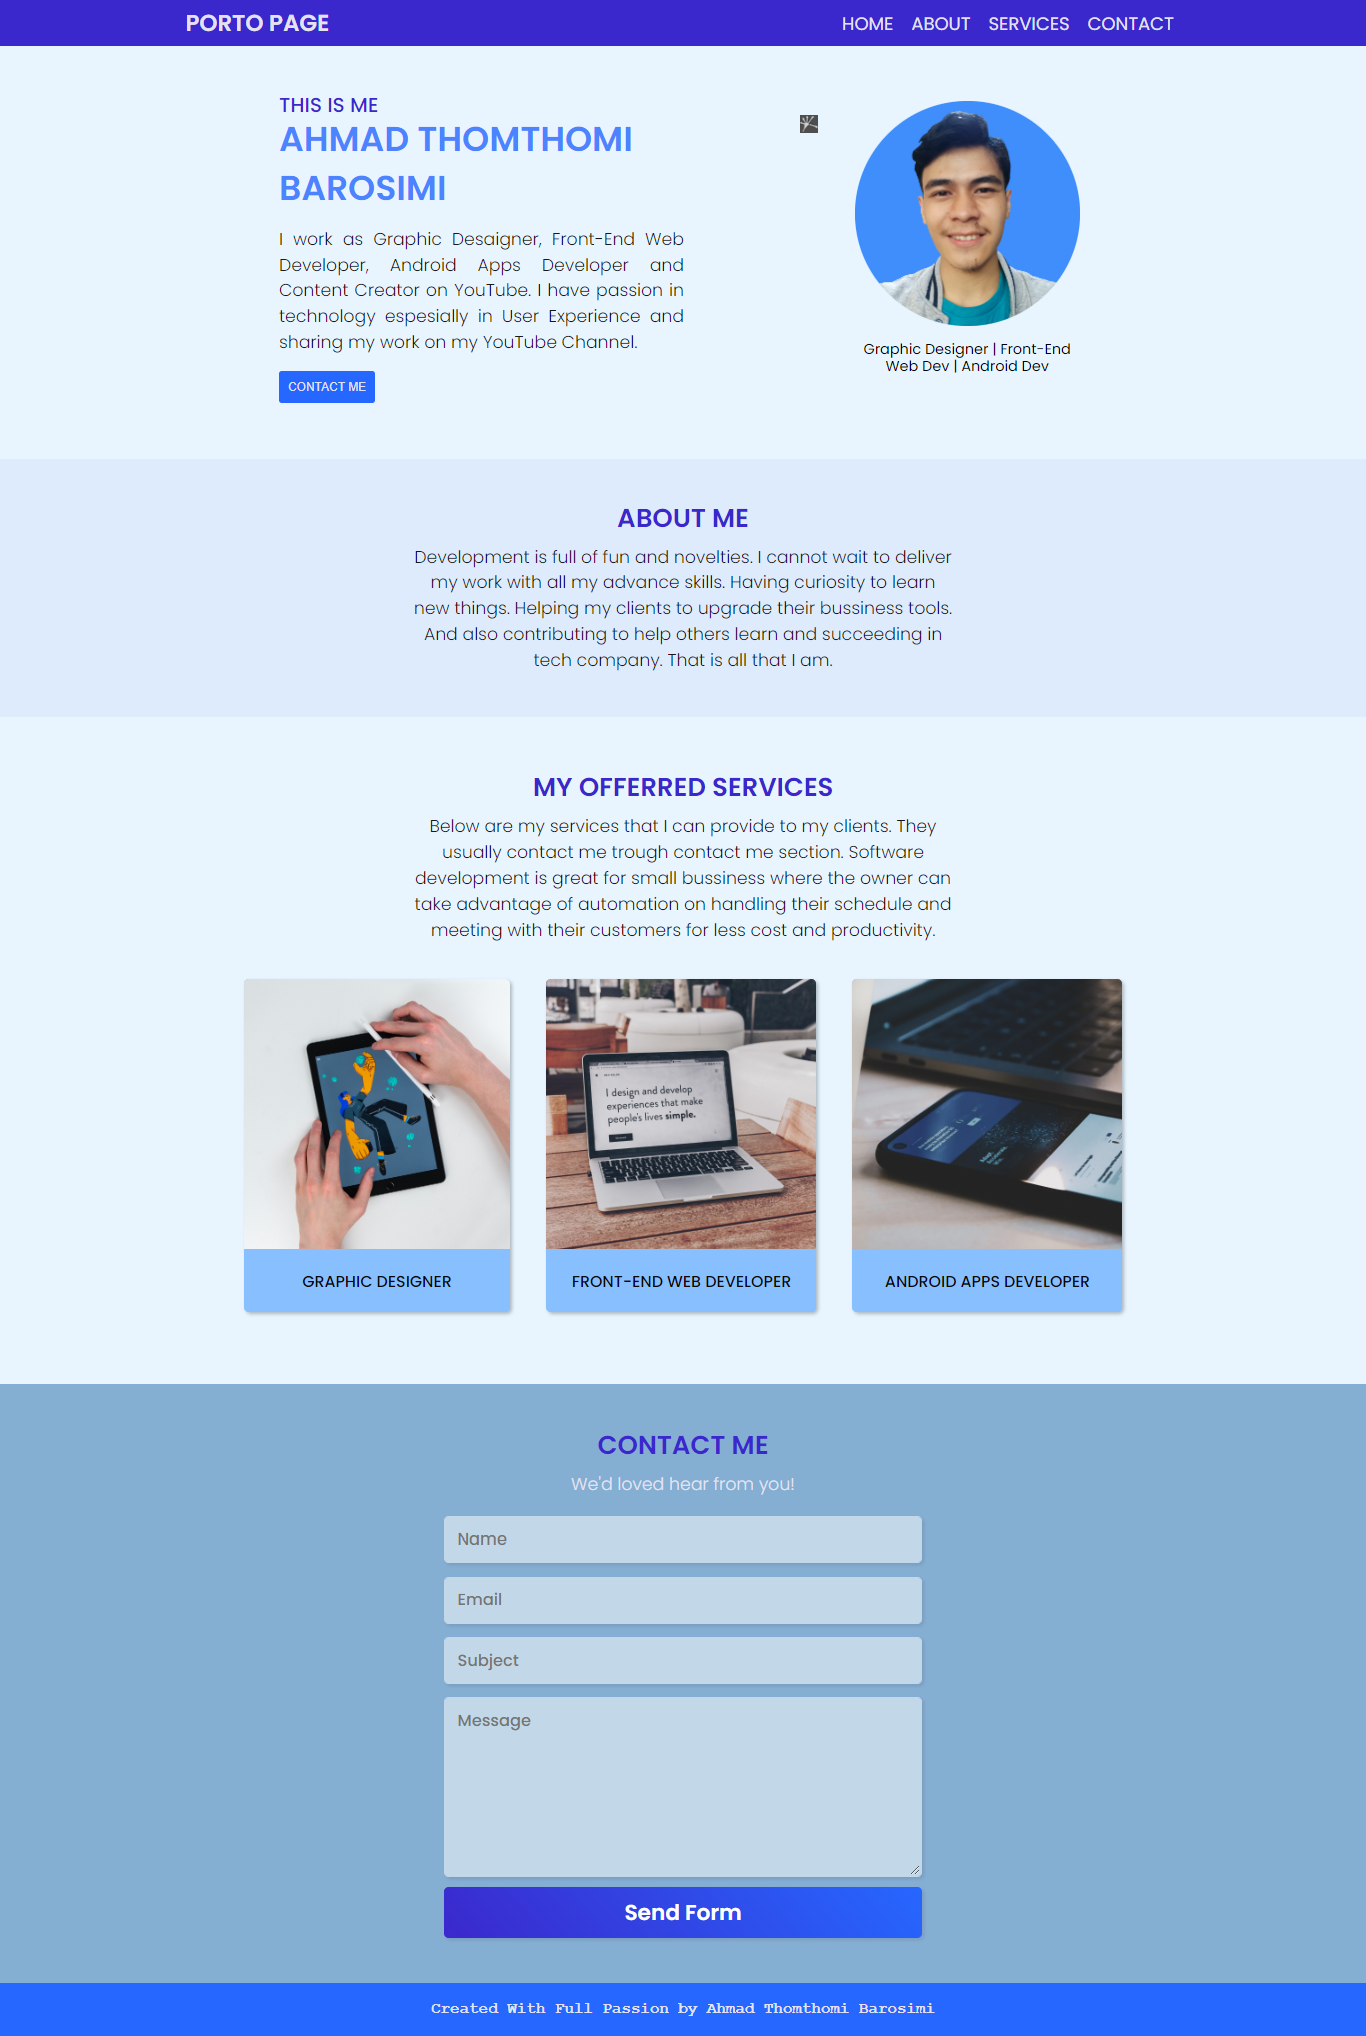 PORTO PAGE
HOME ABOUT SERVICES CONTACT
THIS IS ME
AHMAD THOMTHOMI
BAROSIMI
I work as Graphic Desaigner, Front-End Web
Developer, Android Apps Developer and
Content Creator on YouTube. I have passion in
technology espesially in User Experience and
sharing my work on my YouTube Channel.
CONTACT ME
Graphic Designer | Front-End
Web Dev | Android Dev
ABOUT ME
Development is full of fun and novelties. I cannot wait to deliver
my work with all my advance skills. Having curiosity to learn
new things. Helping my clients to upgrade their bussiness tools.
And also contributing to help others learn and succeeding in
tech company. That is all that I am.
MY OFFERRED SERVICES
Below are my services that I can provide to my clients. They
usually contact me trough contact me section. Software
development is great for small bussiness where the owner can
take advantage of automation on handling their schedule and
meeting with their customers for less cost and productivity.
I design and develop
experiences that make
people's lives simple.
GRAPHIC DESIGNER
FRONT-END WEB DEVELOPER
ANDROID APPS DEVELOPER
CONTACT ME
We'd loved hear from you!
Name
Email
Subject
Message
Send Form
Created With Full Passion by Ahmad Thomthomi Barosimi